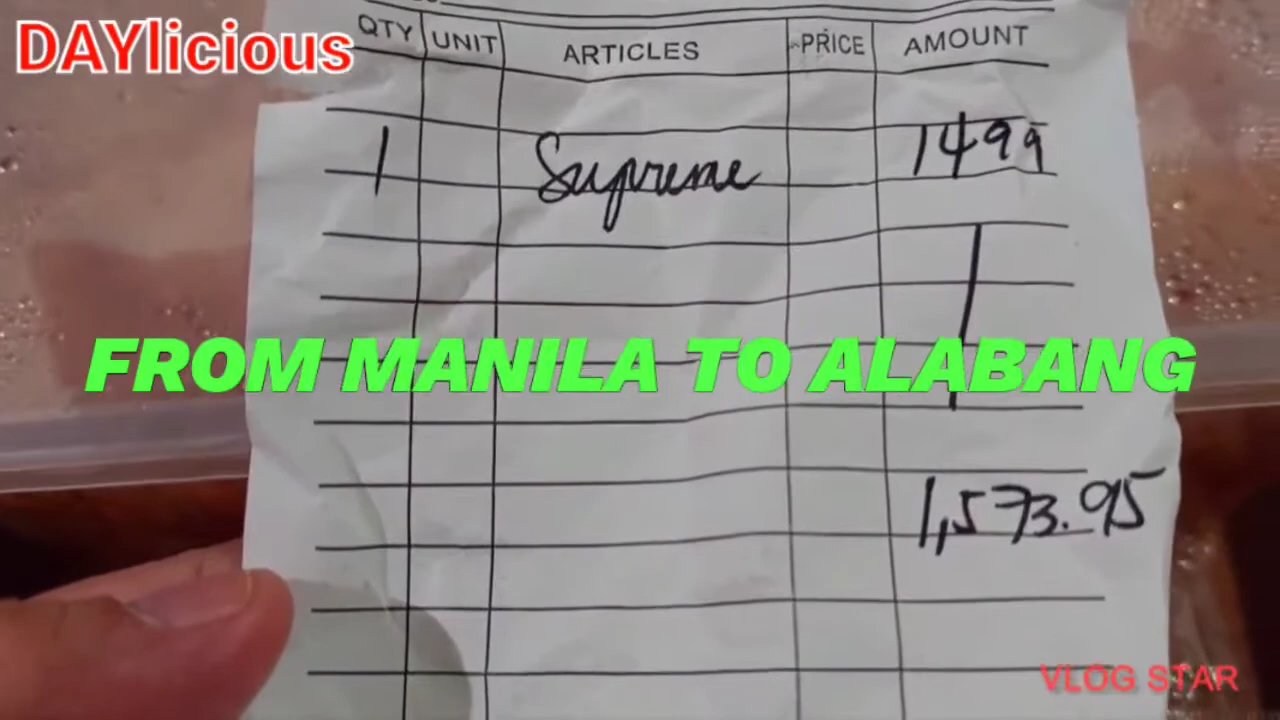 DAYlicious
QTY UNIT ARTICLES PRICE AMOUNT
1 Supreme 1499
FROM MANILA TO ALABANG
1,573.95
VLOG STAR